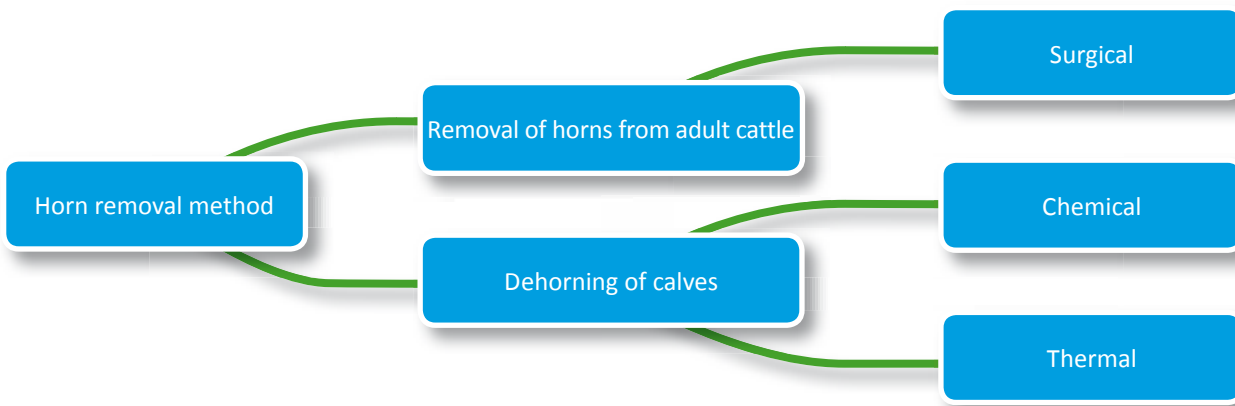 Horn removal method
Removal of horns from adult cattle
Surgical
Dehorning of calves
Chemical
Thermal